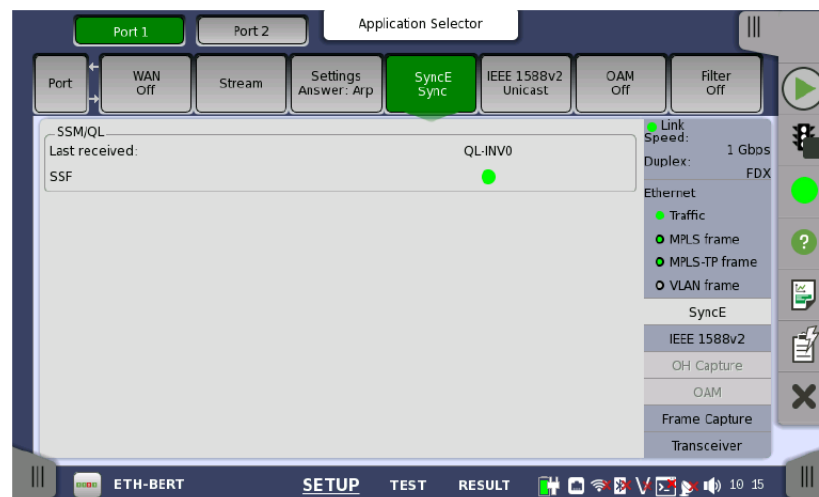 Application Selector
Port 1
Port 2
Port
WAN
Off
Stream
Settings
Answer: Arp
SyncE
Sync
IEEE 1588v2
Unicast
OAM
Off
Filter
Off
SSM/QL
Last received:
QL-INV0
SSF
Link
Speed:
1 Gbps
Duplex:
FDX
Ethernet
Traffic
MPLS frame
MPLS-TP frame
VLAN frame
SyncE
IEEE 1588v2
OH Capture
OAM
Frame Capture
Transceiver
ETH-BERT
SETUP
TEST
RESULT
10 15